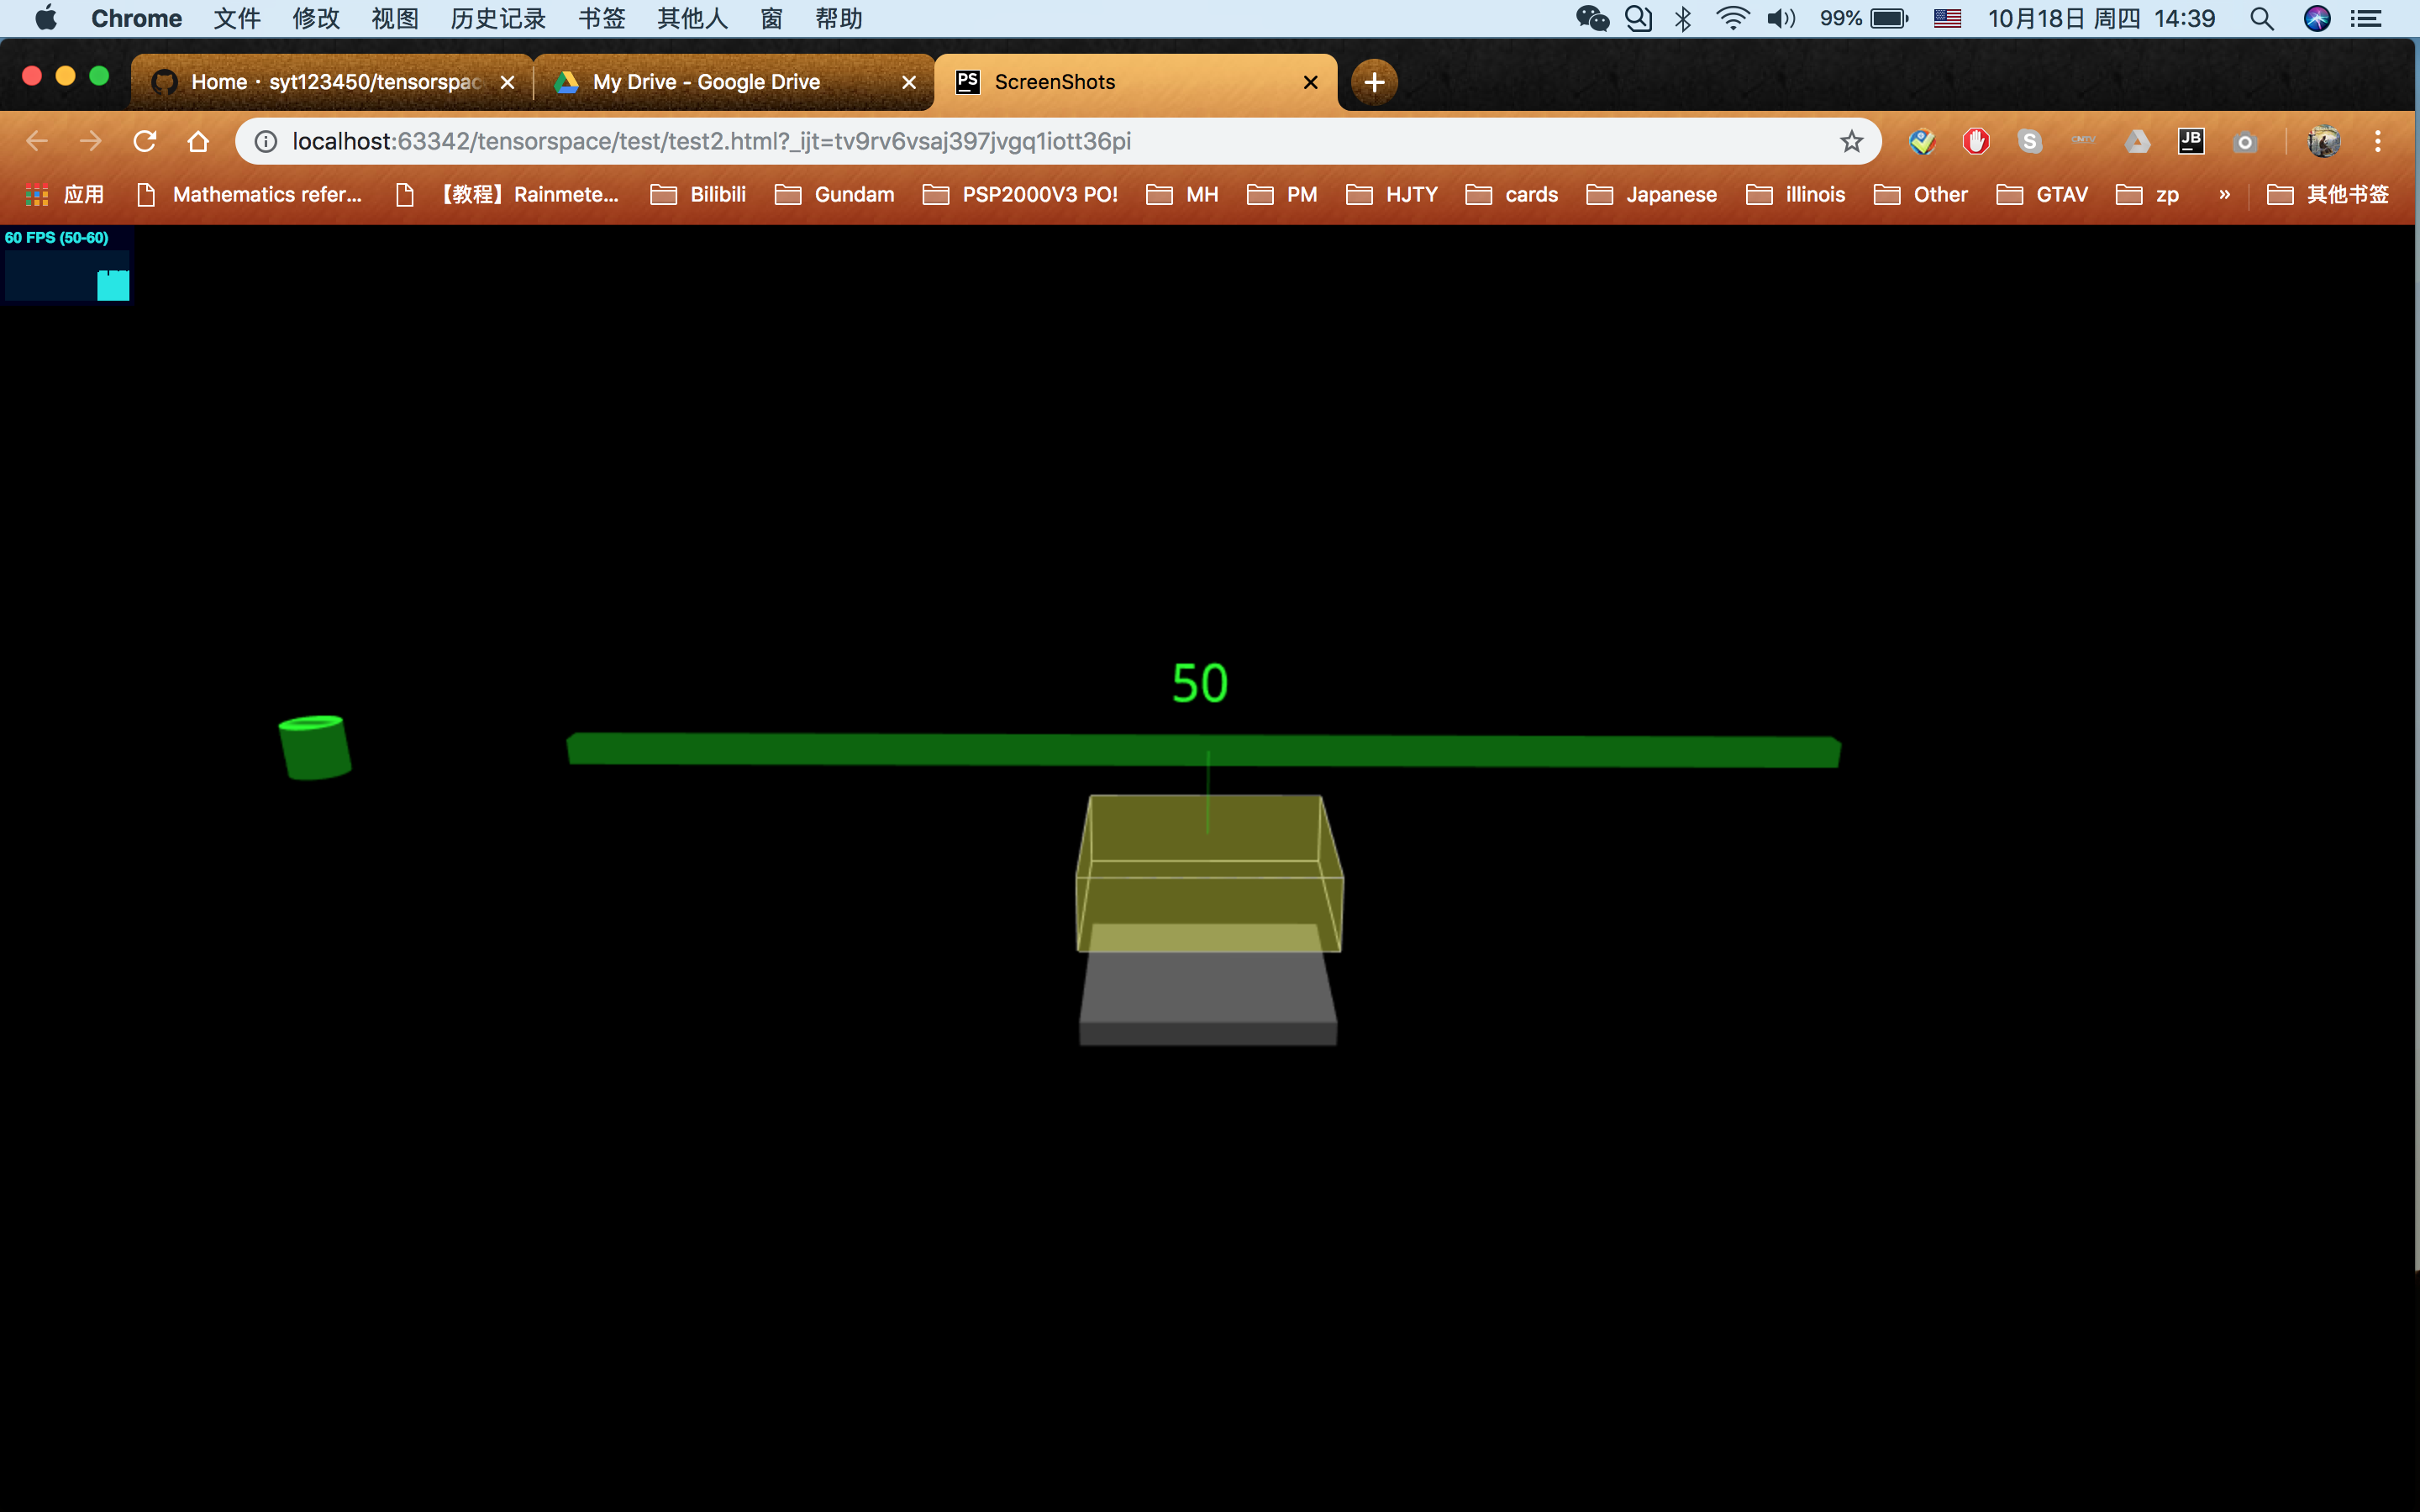 Chrome 文件 修改 视图 历史记录 书签 其他人 窗 帮助 99% 10月18日 周四 14:39
Home · syt123450/tensorspac My Drive - Google Drive PS ScreenShots
localhost:63342/tensorspace/test/test2.html?_ijt=tv9rv6vsaj397jvgq1iott36pi S CNTV JB
应用 Mathematics refer... 【教程】Rainmete... Bilibili Gundam PSP2000V3 PO! MH PM HJTY cards Japanese illinois Other GTAV zp » 其他书签
60 FPS (50-60)
50